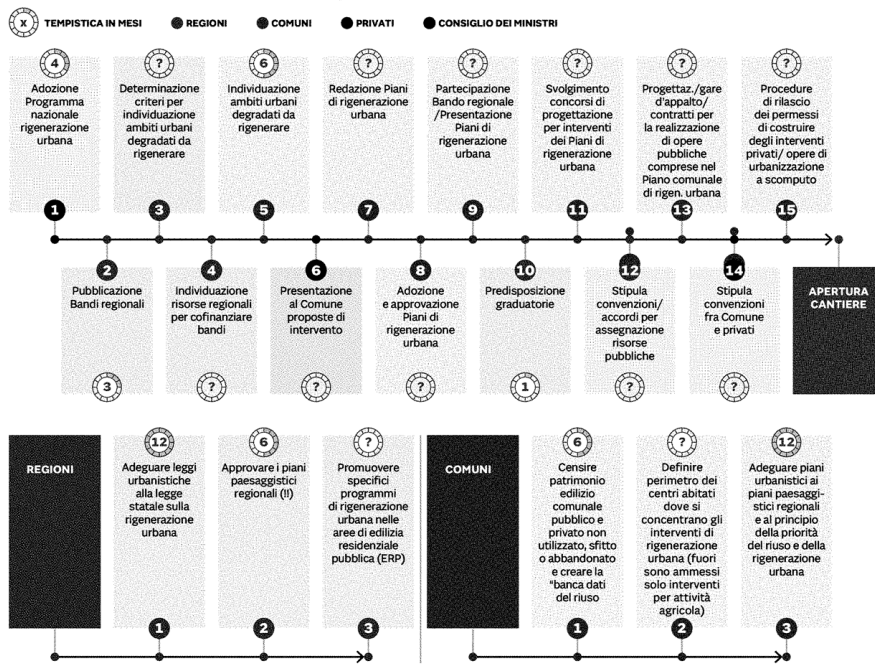 X TEMPISTICA IN MESI REGIONI COMUNI PRIVATI CONSIGLIO DEI MINISTRI
4
Adozione
Programma
nazionale
rigenerazione
urbana
1
?
Determinazione
criteri per
individuazione
ambiti urbani
degradati da
rigenerare
3
6
Individuazione
ambiti urbani
degradati da
rigenerare
5
?
Redazione Piani
di rigenerazione
urbana
7
?
Partecipazione
Bando regionale
/Presentazione
Piani di
rigenerazione
urbana
9
?
Svolgimento
concorsi di
progettazione
per interventi
dei Piani di
rigenerazione
urbana
11
?
Progettaz./gare
d'appalto/
contratti per
la realizzazione
di opere
pubbliche
comprese nel
Piano comunale
di rigen. urbana
13
?
Procedure
di rilascio
dei permessi
di costruire
degli interventi
privati/ opere di
urbanizzazione
a scomputo
15
2
Pubblicazione
Bandi regionali
3
4
Individuazione
risorse regionali
per cofinanziare
bandi
?
6
Presentazione
al Comune
proposte di
intervento
?
8
Adozione
e approvazione
Piani di
rigenerazione
urbana
?
10
Predisposizione
graduatorie
1
12
Stipula
convenzioni/
accordi per
assegnazione
risorse
pubbliche
?
14
Stipula
convenzioni
fra Comune
e privati
?
APERTURA
CANTIERE
REGIONI
12
Adeguare leggi
urbanistiche
alla legge
statale sulla
rigenerazione
urbana
1
6
Approvare i piani
paesaggistici
regionali (!!)
2
?
Promuovere
specifici
programmi
di rigenerazione
urbana nelle
aree di edilizia
residenziale
pubblica (ERP)
3
COMUNI
6
Censire
patrimonio
edilizio
comunale
pubblico e
privato non
utilizzato, sfitto
o abbandonato
e creare la
"banca dati
del riuso
1
?
Definire
perimetro dei
centri abitati
dove si
concentrano gli
interventi di
rigenerazione
urbana (fuori
sono ammessi
solo interventi
per attività
agricola)
2
12
Adeguare piani
urbanistici ai
piani paesaggi-
stici regionali
e al principio
della priorità
del riuso e della
rigenerazione
urbana
3